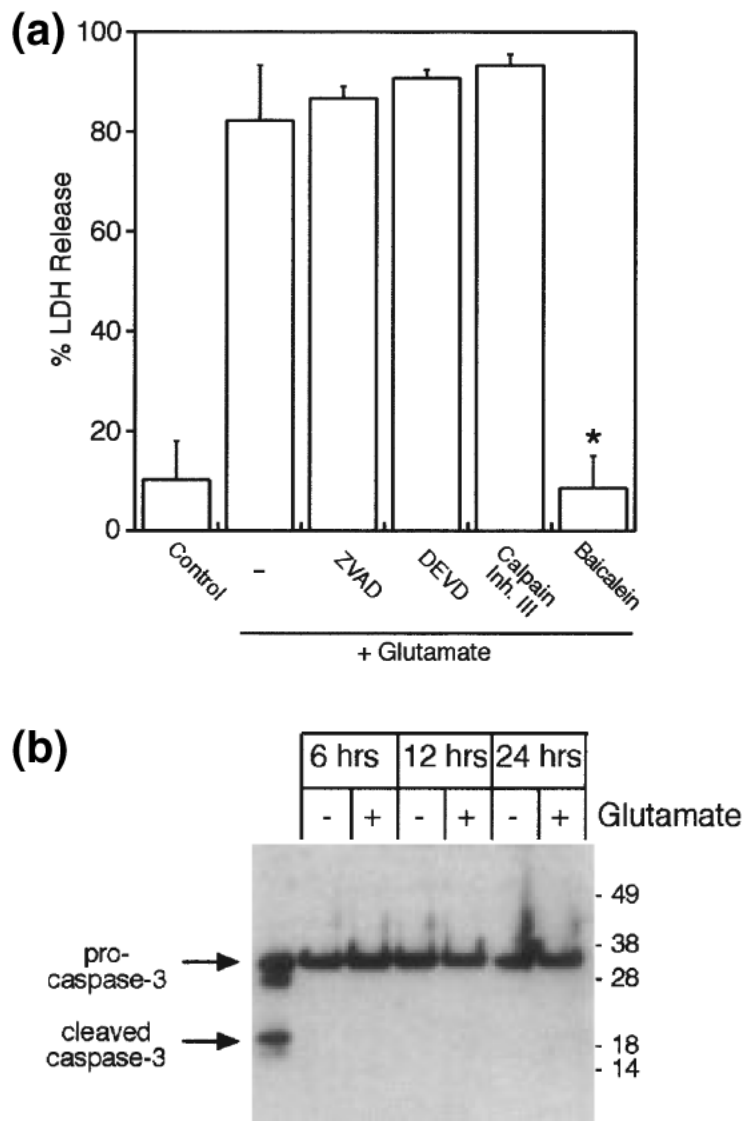 (a)
100
80
60
40
20
0
% LDH Release
*
Control
-
ZVAD
DEVD
Calpain
Inh. III
Baicalein
+ Glutamate
(b)
6 hrs 12 hrs 24 hrs
- + - + - + Glutamate
- 49
- 38
pro-
caspase-3
- 28
cleaved
caspase-3
- 18
- 14